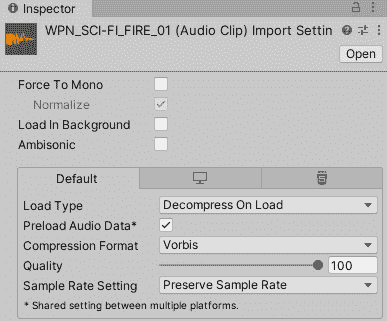 Inspector
WPN_SCI-FI_FIRE_01 (Audio Clip) Import Settin
Open
Force To Mono
Normalize
Load In Background
Ambisonic
Default
Load Type Decompress On Load
Preload Audio Data*
Compression Format Vorbis
Quality 100
Sample Rate Setting Preserve Sample Rate
* Shared setting between multiple platforms.